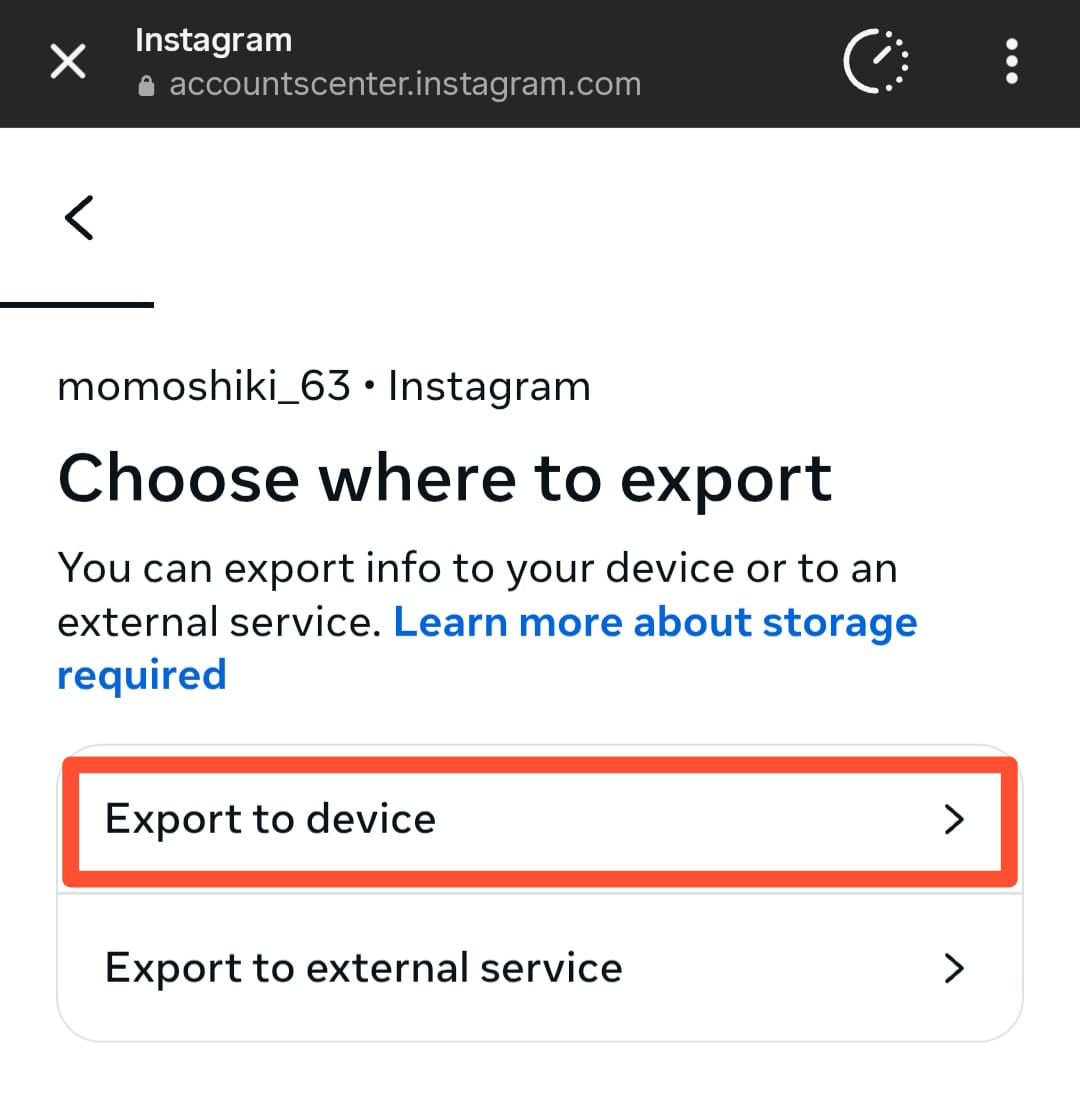 Instagram
accountscenter.instagram.com
momoshiki_63 • Instagram
Choose where to export
You can export info to your device or to an
external service. Learn more about storage
required
Export to device
Export to external service